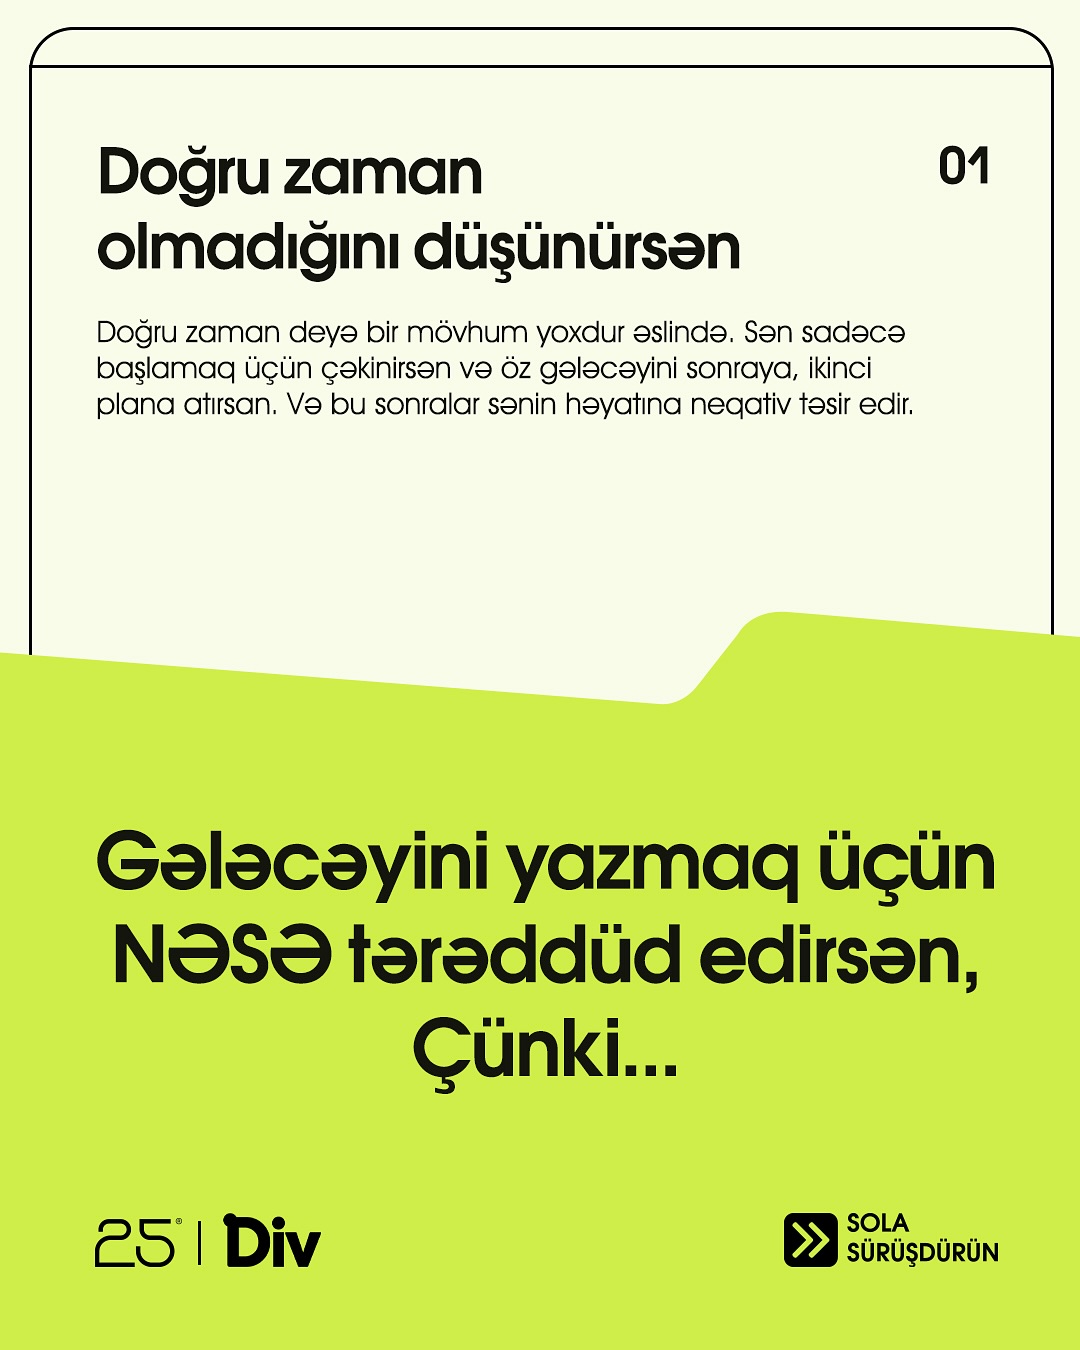 Doğru zaman
olmadığını düşünürsən
01
Doğru zaman deyə bir mövhum yoxdur əslində. Sən sadəcə
başlamaq üçün çəkinirsən və öz gələcəyini sonraya, ikinci
plana atırsan. Və bu sonralar sənin həyatına neqativ təsir edir.
Gələcəyini yazmaq üçün
NƏSƏ tərəddüd edirsən,
Çünki...
25® | Div
SOLA
SÜRÜŞDÜRÜN